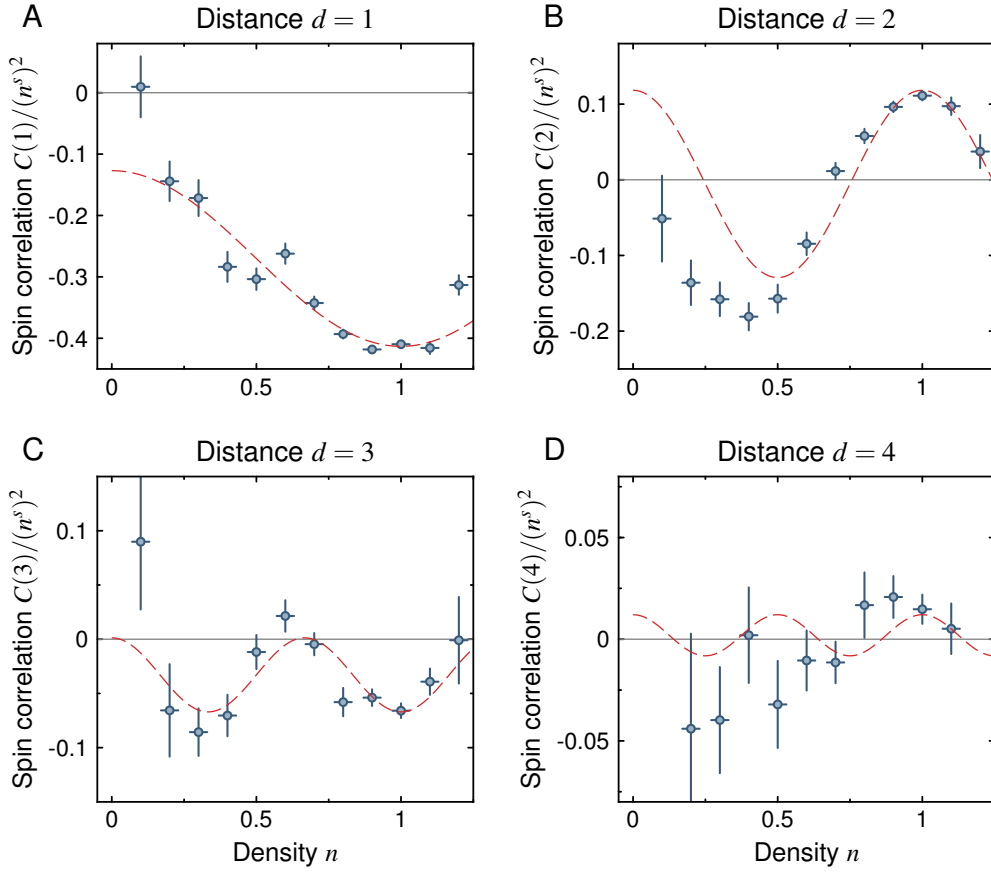 A
Distance d = 1
Spin correlation C(1)/(n^s)^2
0
-0.1
-0.2
-0.3
-0.4
0
0.5
1
B
Distance d = 2
Spin correlation C(2)/(n^s)^2
0.1
0
-0.1
-0.2
0
0.5
1
C
Distance d = 3
Spin correlation C(3)/(n^s)^2
0.1
0
-0.1
0
0.5
1
Density n
D
Distance d = 4
Spin correlation C(4)/(n^s)^2
0.05
0
-0.05
0
0.5
1
Density n